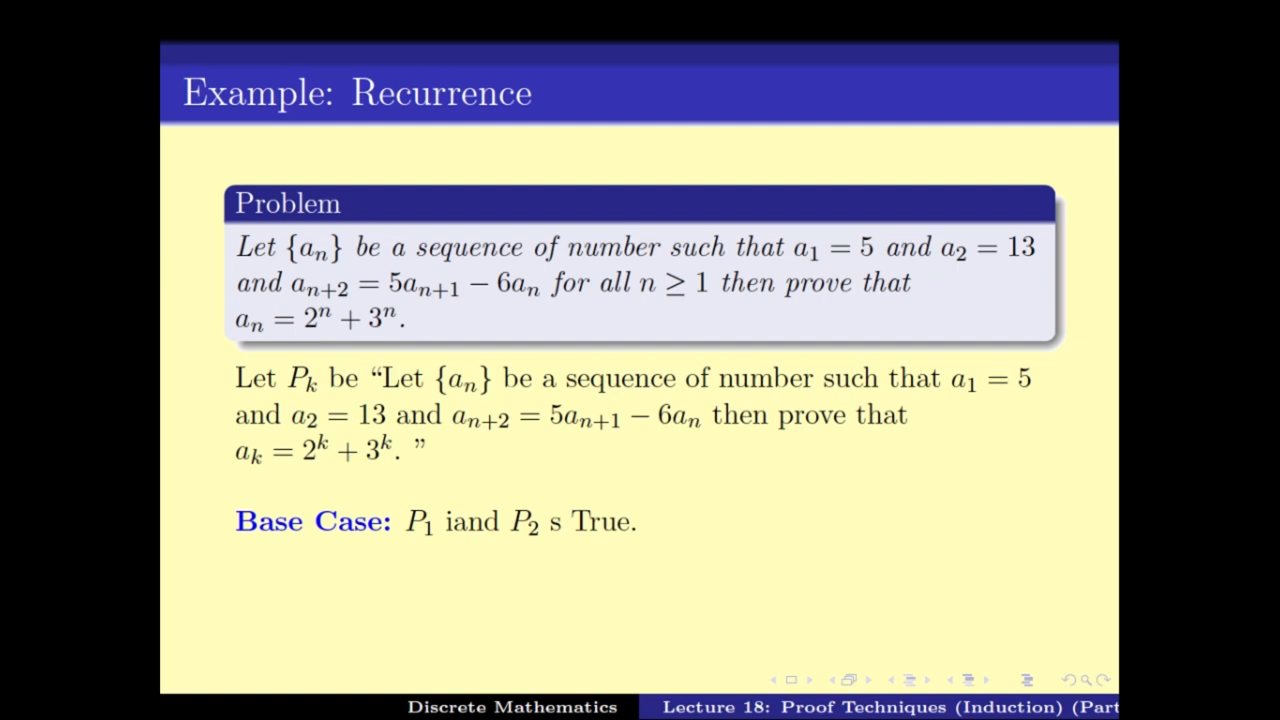 Example: Recurrence
Problem
Let {aₙ} be a sequence of number such that a₁ = 5 and a₂ = 13
and aₙ₊₂ = 5aₙ₊₁ − 6aₙ for all n ≥ 1 then prove that
aₙ = 2ⁿ + 3ⁿ.
Let Pₖ be “Let {aₙ} be a sequence of number such that a₁ = 5
and a₂ = 13 and aₙ₊₂ = 5aₙ₊₁ − 6aₙ then prove that
aₖ = 2ᵏ + 3ᵏ. ”
Base Case: P₁ iand P₂ s True.
Discrete Mathematics
Lecture 18: Proof Techniques (Induction) (Part